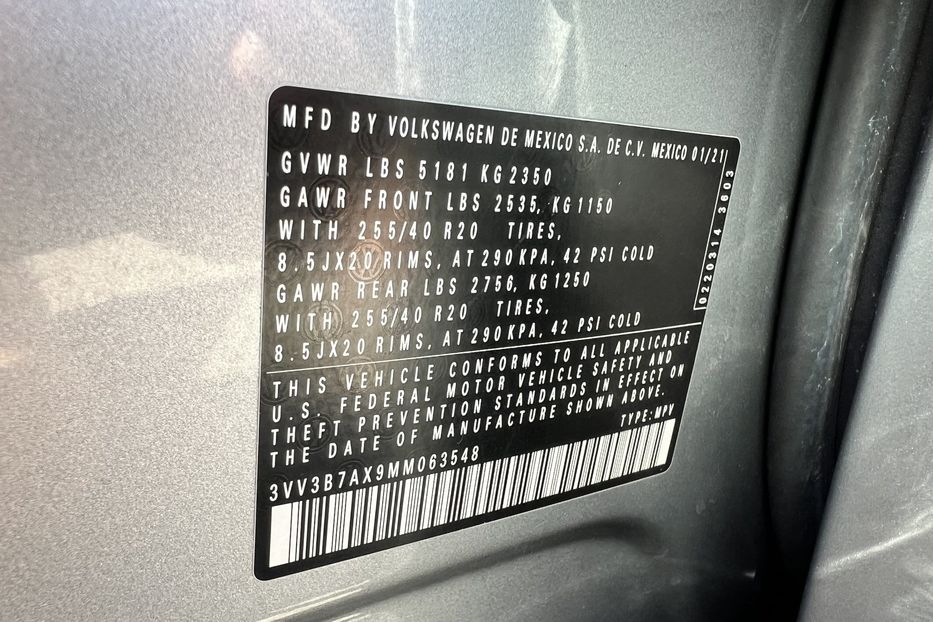 MFD BY VOLKSWAGEN DE MEXICO S.A. DE C.V. MEXICO 01/21
GVWR LBS 5181 KG 2350
GAWR FRONT LBS 2535, KG 1150
WITH 255/40 R20 TIRES,
8.5JX20 RIMS, AT 290KPA, 42 PSI COLD
GAWR REAR LBS 2756, KG 1250
WITH 255/40 R20 TIRES,
8.5JX20 RIMS, AT 290KPA, 42 PSI COLD
0220314 3603
THIS VEHICLE CONFORMS TO ALL APPLICABLE
U.S. FEDERAL MOTOR VEHICLE SAFETY AND
THEFT PREVENTION STANDARDS IN EFFECT ON
THE DATE OF MANUFACTURE SHOWN ABOVE.
TYPE: MPV
3VV3B7AX9MM063548